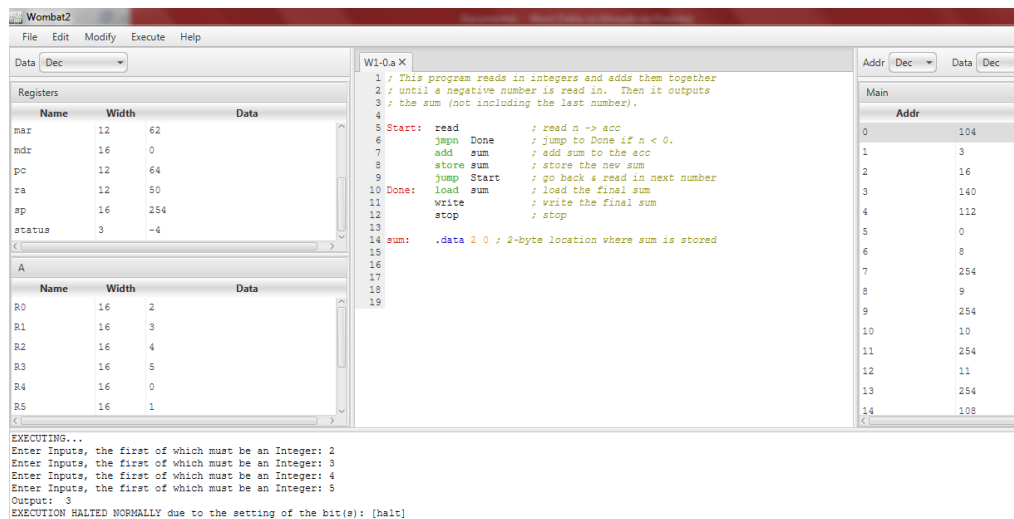 Wombat2
File Edit Modify Execute Help
Data Dec
Registers
Name Width Data
mar 12 62
mdr 16 0
pc 12 64
ra 12 50
sp 16 254
status 3 -4
A
Name Width Data
R0 16 2
R1 16 3
R2 16 4
R3 16 5
R4 16 0
R5 16 1
W1-0.a X
1 ; This program reads in integers and adds them together
2 ; until a negative number is read in. Then it outputs
3 ; the sum (not including the last number).
4
5 Start: read ; read n -> acc
6 jmpn Done ; jump to Done if n < 0.
7 add sum ; add sum to the acc
8 store sum ; store the new sum
9 jump Start ; go back & read in next number
10 Done: load sum ; load the final sum
11 write ; write the final sum
12 stop ; stop
13
14 sum: .data 2 0 ; 2-byte location where sum is stored
15
16
17
18
19
Addr Dec Data Dec
Main
Addr
0 104
1 3
2 16
3 140
4 112
5 0
6 8
7 254
8 9
9 254
10 10
11 254
12 11
13 254
14 108
EXECUTING...
Enter Inputs, the first of which must be an Integer: 2
Enter Inputs, the first of which must be an Integer: 3
Enter Inputs, the first of which must be an Integer: 4
Enter Inputs, the first of which must be an Integer: 5
Output: 3
EXECUTION HALTED NORMALLY due to the setting of the bit(s): [halt]